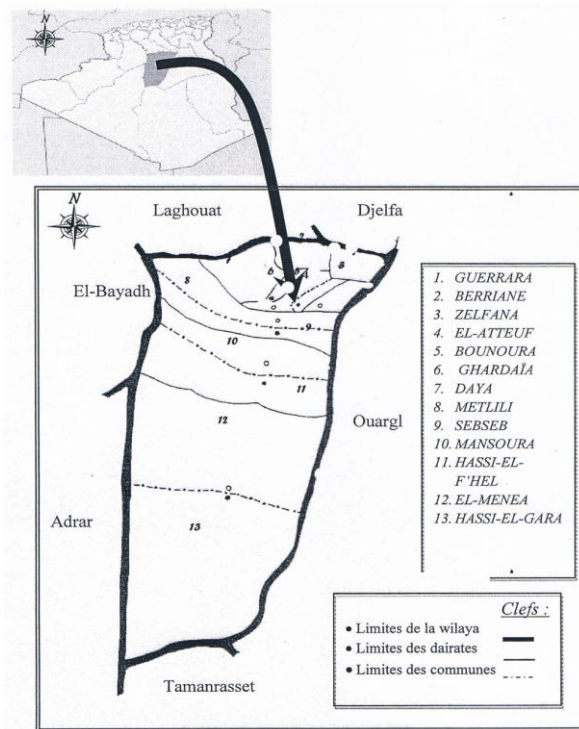 N
N
Laghouat
Djelfa
El-Bayadh
Ouargl
Adrar
Tamanrasset
8
9
10
11
12
13
1. GUERRARA
2. BERRIANE
3. ZELFANA
4. EL-ATTEUF
5. BOUNOURA
6. GHARDAÏA
7. DAYA
8. METLILI
9. SEBSEB
10. MANSOURA
11. HASSI-EL-
F'HEL
12. EL-MENEA
13. HASSI-EL-GARA
Clefs :
• Limites de la wilaya
• Limites des dairates
• Limites des communes